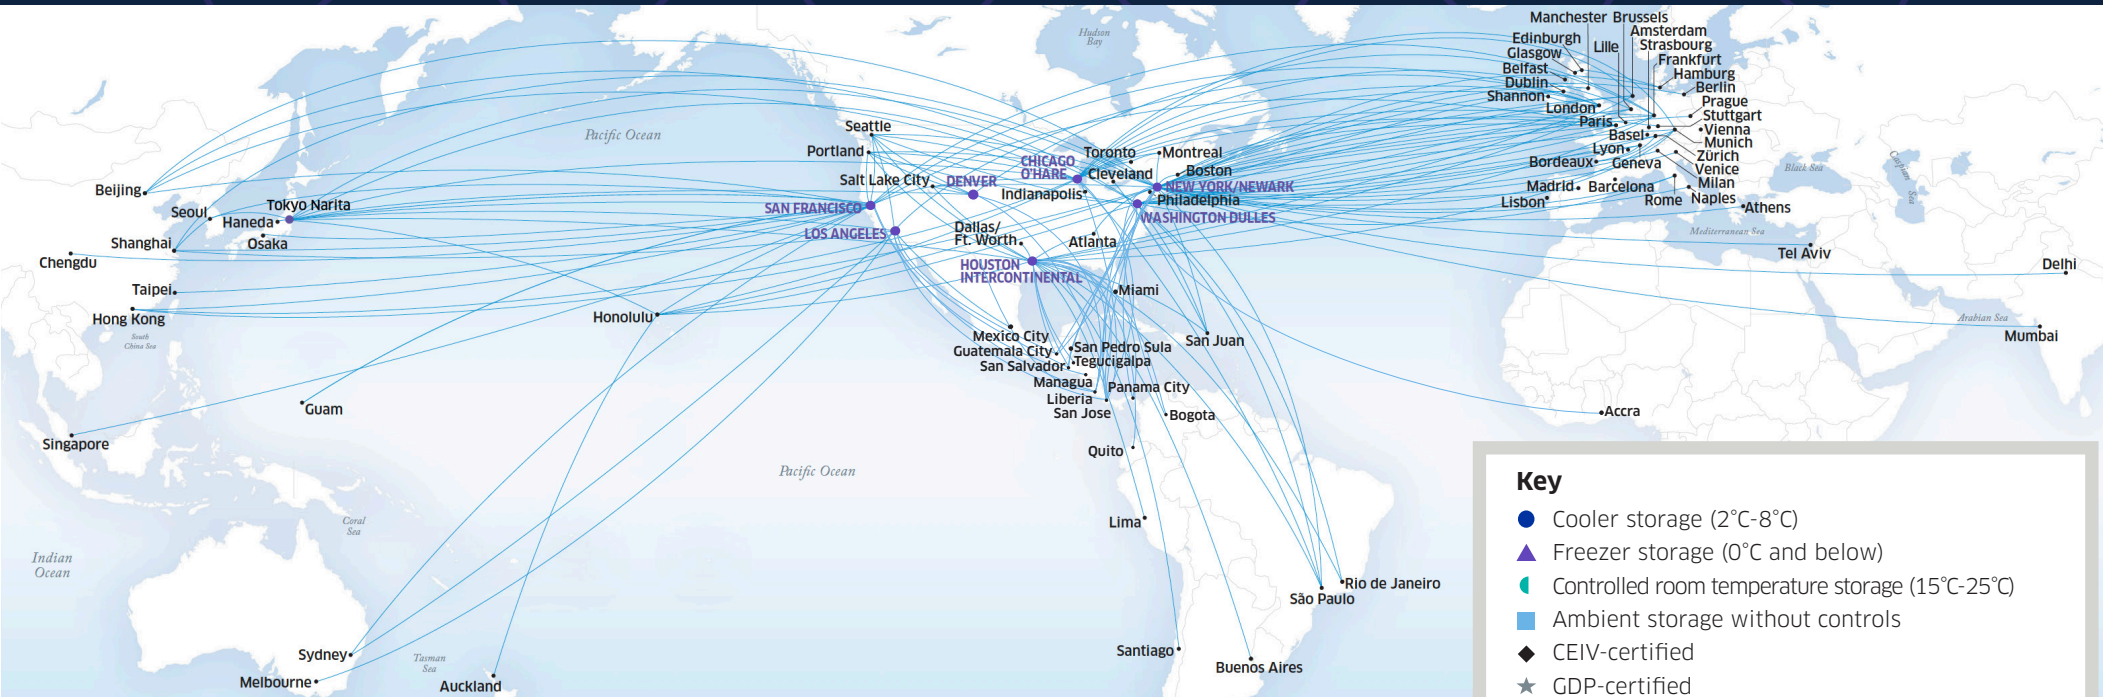 Hudson
Bay
Pacific Ocean
Seattle
Portland
Salt Lake City
DENVER
SAN FRANCISCO
LOS ANGELES
CHICAGO
O'HARE
Toronto
Montreal
Cleveland
Boston
Indianapolis
NEW YORK/NEWARK
Philadelphia
WASHINGTON DULLES
Dallas/
Ft. Worth
Atlanta
HOUSTON
INTERCONTINENTAL
Miami
Beijing
Seoul
Tokyo Narita
Haneda
Osaka
Shanghai
Chengdu
Taipei
Hong Kong
South
China Sea
Honolulu
Guam
Singapore
Mexico City
Guatemala City
San Salvador
San Pedro Sula
Tegucigalpa
Managua
Liberia
San Jose
Panama City
San Juan
Bogota
Quito
Lima
Pacific Ocean
Rio de Janeiro
São Paulo
Santiago
Buenos Aires
Coral
Sea
Indian
Ocean
Sydney
Melbourne
Tasman
Sea
Auckland
Manchester
Brussels
Edinburgh
Lille
Amsterdam
Glasgow
Strasbourg
Belfast
Frankfurt
Dublin
Hamburg
Shannon
Berlin
London
Prague
Paris
Stuttgart
Basel
Vienna
Lyon
Munich
Bordeaux
Geneva
Zürich
Venice
Madrid
Barcelona
Milan
Lisbon
Rome
Naples
Athens
Black Sea
Caspian
Sea
Mediterranean Sea
Tel Aviv
Delhi
Arabian Sea
Mumbai
Accra
Key
Cooler storage (2°C-8°C)
Freezer storage (0°C and below)
Controlled room temperature storage (15°C-25°C)
Ambient storage without controls
CEIV-certified
GDP-certified